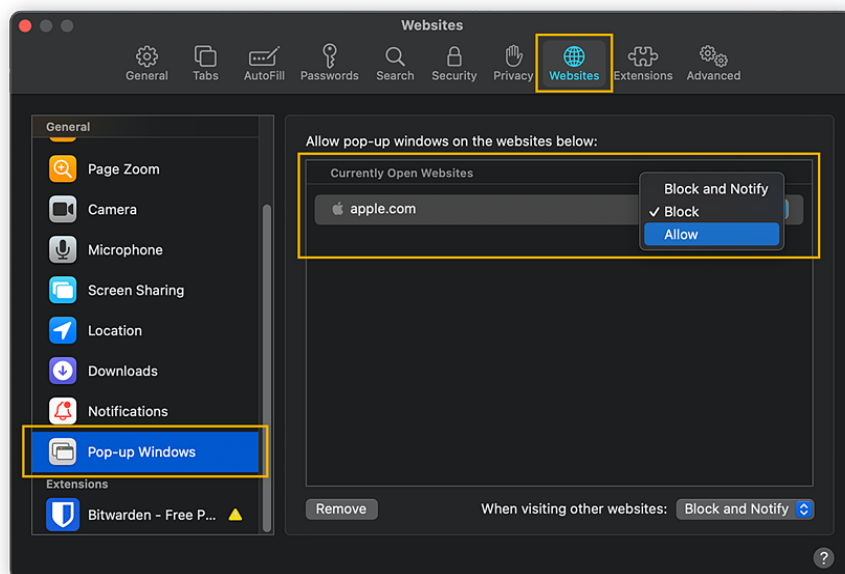 Websites
General Tabs AutoFill Passwords Search Security Privacy Websites Extensions Advanced
General
Page Zoom
Camera
Microphone
Screen Sharing
Location
Downloads
Notifications
Pop-up Windows
Extensions
Bitwarden - Free P...
Allow pop-up windows on the websites below:
Currently Open Websites
apple.com
Block and Notify
✓ Block
Allow
Remove
When visiting other websites: Block and Notify
?